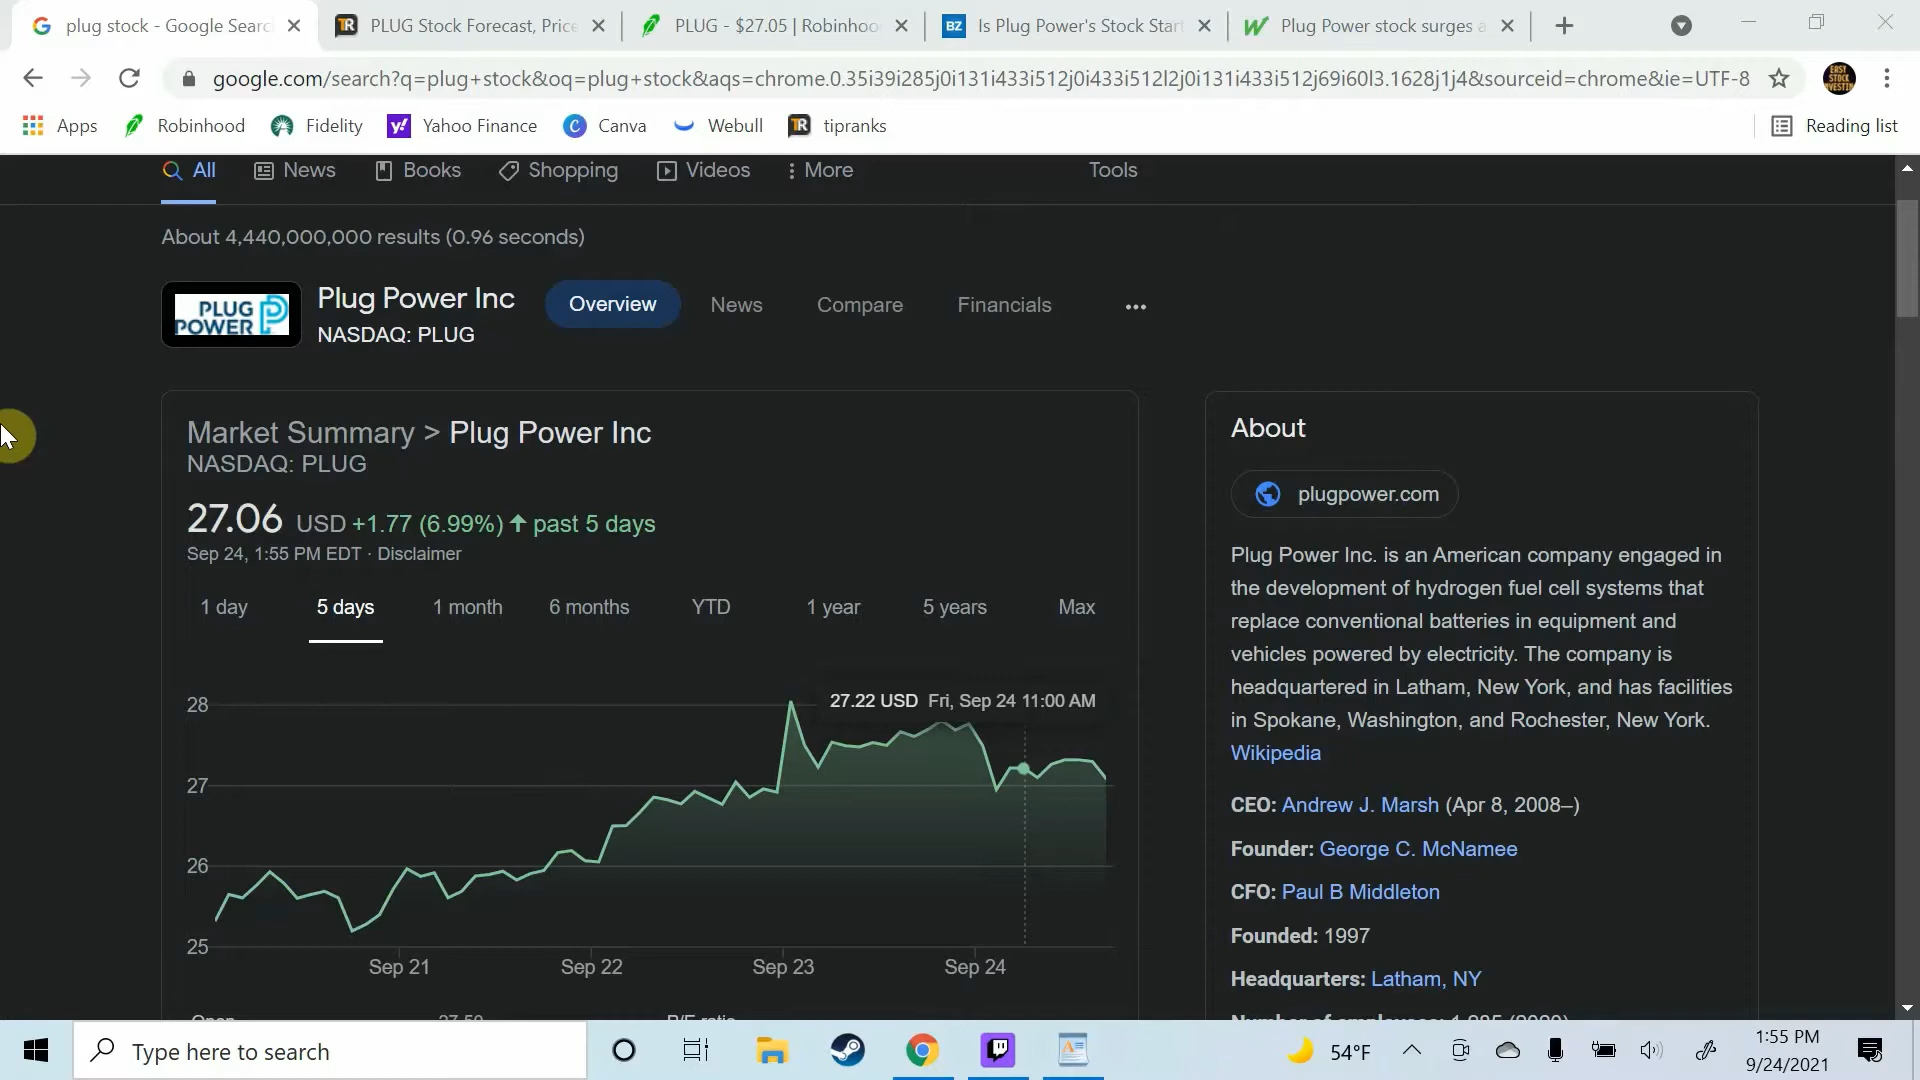 plug stock - Google Searc
PLUG Stock Forecast, Price
PLUG - $27.05 | Robinhoo
BZ
Is Plug Power's Stock Star
Plug Power stock surges a
google.com/search?q=plug+stock&oq=plug+stock&aqs=chrome.0.35i39i285j0i131i433i512j0i433i512l2j0i131i433i512j69i60l3.1628j1j4&sourceid=chrome&ie=UTF-8
Apps
Robinhood
Fidelity
Yahoo Finance
Canva
Webull
tipranks
Reading list
All
News
Books
Shopping
Videos
More
Tools
About 4,440,000,000 results (0.96 seconds)
PLUG
POWER
Plug Power Inc
NASDAQ: PLUG
Overview
News
Compare
Financials
Market Summary > Plug Power Inc
NASDAQ: PLUG
27.06 USD +1.77 (6.99%) past 5 days
Sep 24, 1:55 PM EDT · Disclaimer
1 day
5 days
1 month
6 months
YTD
1 year
5 years
Max
27.22 USD Fri, Sep 24 11:00 AM
28
27
26
25
Sep 21
Sep 22
Sep 23
Sep 24
About
plugpower.com
Plug Power Inc. is an American company engaged in
the development of hydrogen fuel cell systems that
replace conventional batteries in equipment and
vehicles powered by electricity. The company is
headquartered in Latham, New York, and has facilities
in Spokane, Washington, and Rochester, New York.
Wikipedia
CEO: Andrew J. Marsh (Apr 8, 2008–)
Founder: George C. McNamee
CFO: Paul B Middleton
Founded: 1997
Headquarters: Latham, NY
Type here to search
54°F
1:55 PM
9/24/2021